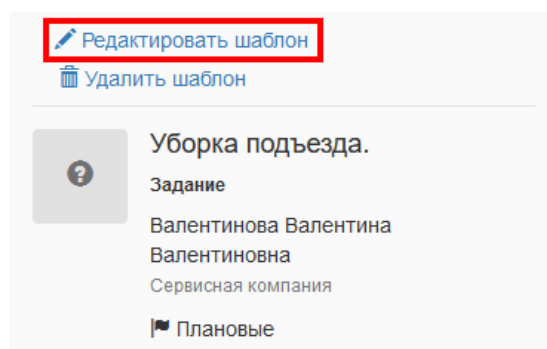 Редактировать шаблон
Удалить шаблон
Уборка подъезда.
Задание
Валентинова Валентина
Валентиновна
Сервисная компания
Плановые